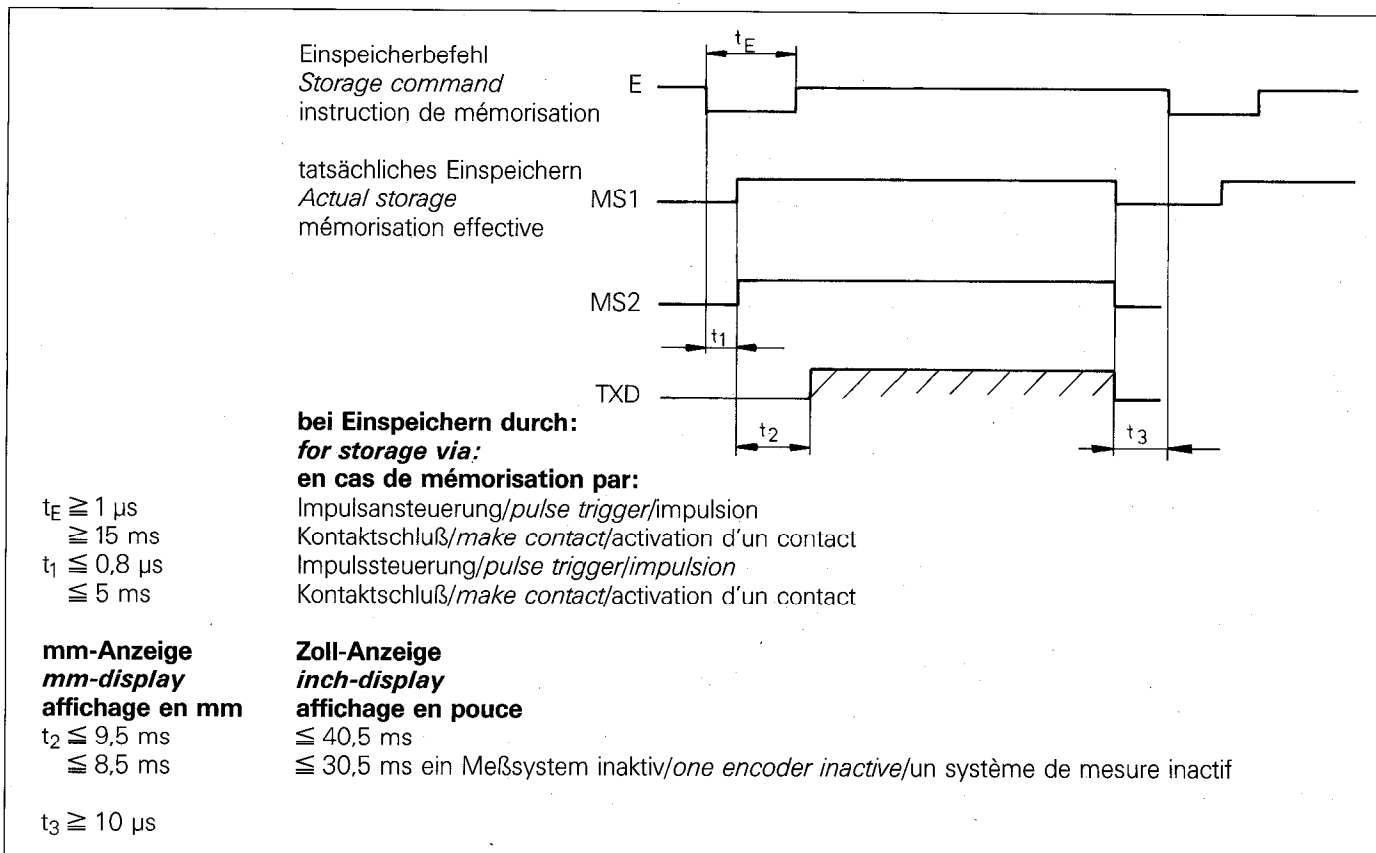 Einspeicherbefehl
Storage command
instruction de mémorisation
E
tE
tatsächliches Einspeichern
Actual storage
mémorisation effective
MS1
MS2
t1
TXD
t2
t3
bei Einspeichern durch:
for storage via:
en cas de mémorisation par:
tE ≧ 1 µs Impulsansteuerung/pulse trigger/impulsion
≧ 15 ms Kontaktschluß/make contact/activation d'un contact
t1 ≦ 0,8 µs Impulssteuerung/pulse trigger/impulsion
≦ 5 ms Kontaktschluß/make contact/activation d'un contact
mm-Anzeige Zoll-Anzeige
mm-display inch-display
affichage en mm affichage en pouce
t2 ≦ 9,5 ms ≦ 40,5 ms
≦ 8,5 ms ≦ 30,5 ms ein Meßsystem inaktiv/one encoder inactive/un système de mesure inactif
t3 ≧ 10 µs